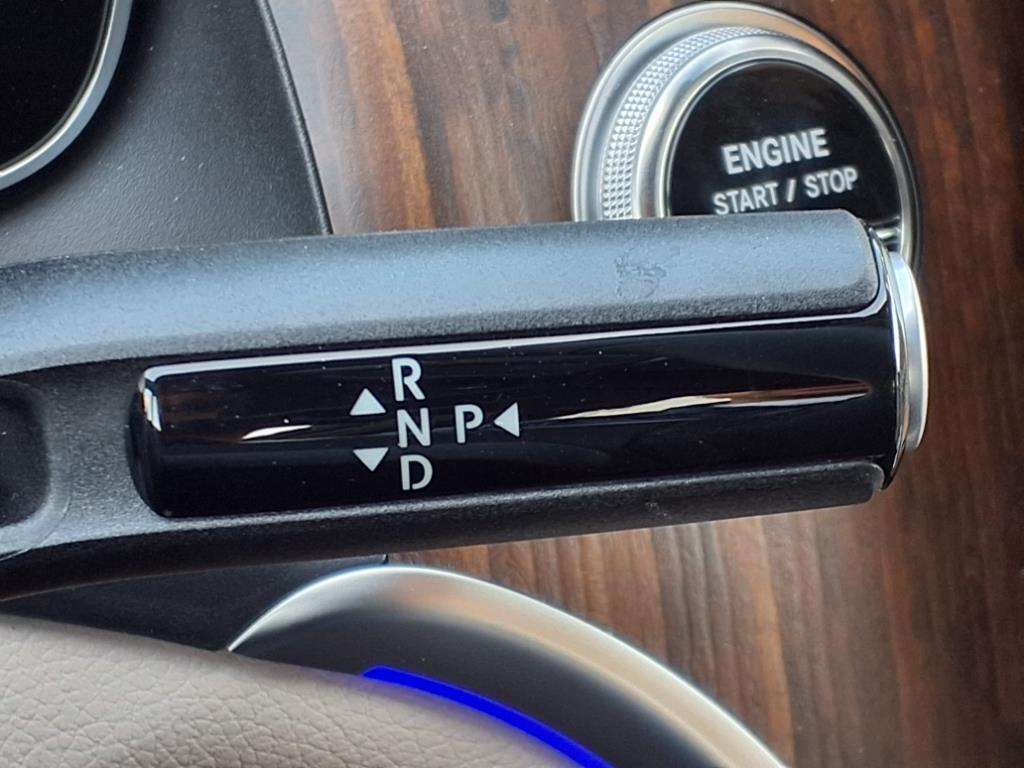 ENGINE
START / STOP
R
N P
D